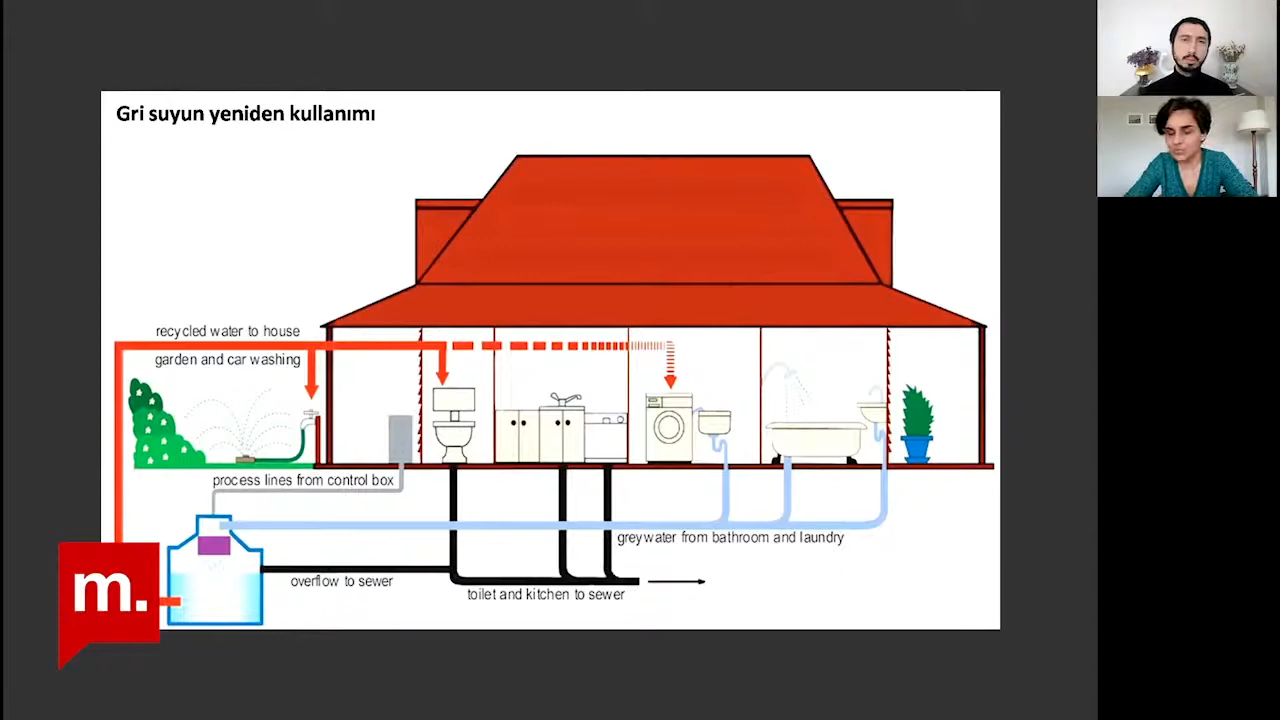 Gri suyun yeniden kullanımı
recycled water to house
garden and car washing
process lines from control box
greywater from bathroom and laundry
overflow to sewer
toilet and kitchen to sewer
m.